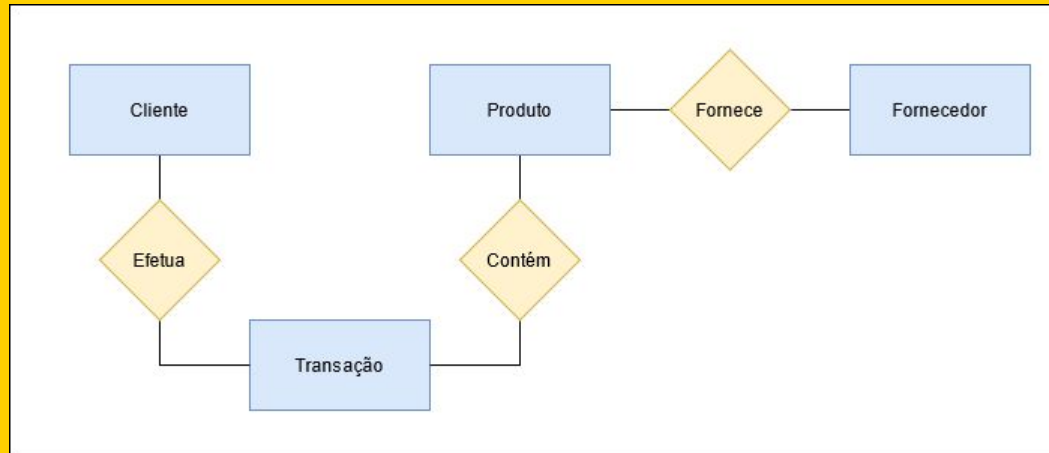 Cliente
Produto
Fornece
Fornecedor
Efetua
Contém
Transação